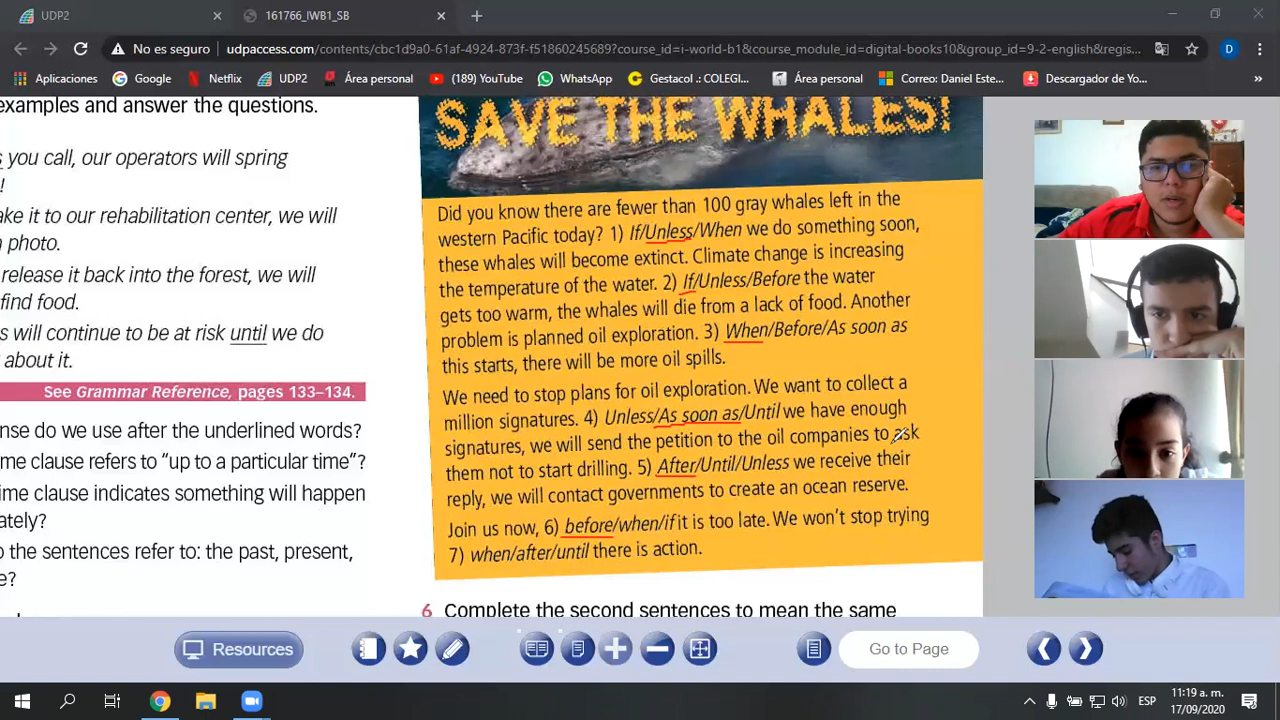 UDP2
161766_IWB1_SB
No es seguro
udpaccess.com/contents/cbc1d9a0-61af-4924-873f-f51860245689?course_id=i-world-b1&course_module_id=digital-books10&group_id=9-2-english&regis...
D
Aplicaciones
Google
Netflix
UDP2
Área personal
(189) YouTube
WhatsApp
Gestacol .: COLEGI...
Área personal
Correo: Daniel Este...
Descargador de Yo...
»
examples and answer the questions.
s you call, our operators will spring
!
ake it to our rehabilitation center, we will
photo.
release it back into the forest, we will
find food.
s will continue to be at risk until we do
about it.
See Grammar Reference, pages 133–134.
nse do we use after the underlined words?
me clause refers to “up to a particular time”?
ime clause indicates something will happen
ately?
o the sentences refer to: the past, present,
e?
SAVE THE WHALES!
Did you know there are fewer than 100 gray whales left in the
western Pacific today? 1) If/Unless/When we do something soon,
these whales will become extinct. Climate change is increasing
the temperature of the water. 2) If/Unless/Before the water
gets too warm, the whales will die from a lack of food. Another
problem is planned oil exploration. 3) When/Before/As soon as
this starts, there will be more oil spills.
We need to stop plans for oil exploration. We want to collect a
million signatures. 4) Unless/As soon as/Until we have enough
signatures, we will send the petition to the oil companies to ask
them not to start drilling. 5) After/Until/Unless we receive their
reply, we will contact governments to create an ocean reserve.
Join us now, 6) before/when/if it is too late. We won’t stop trying
7) when/after/until there is action.
6 Complete the second sentences to mean the same
Resources
Go to Page
ESP
11:19 a. m.
17/09/2020